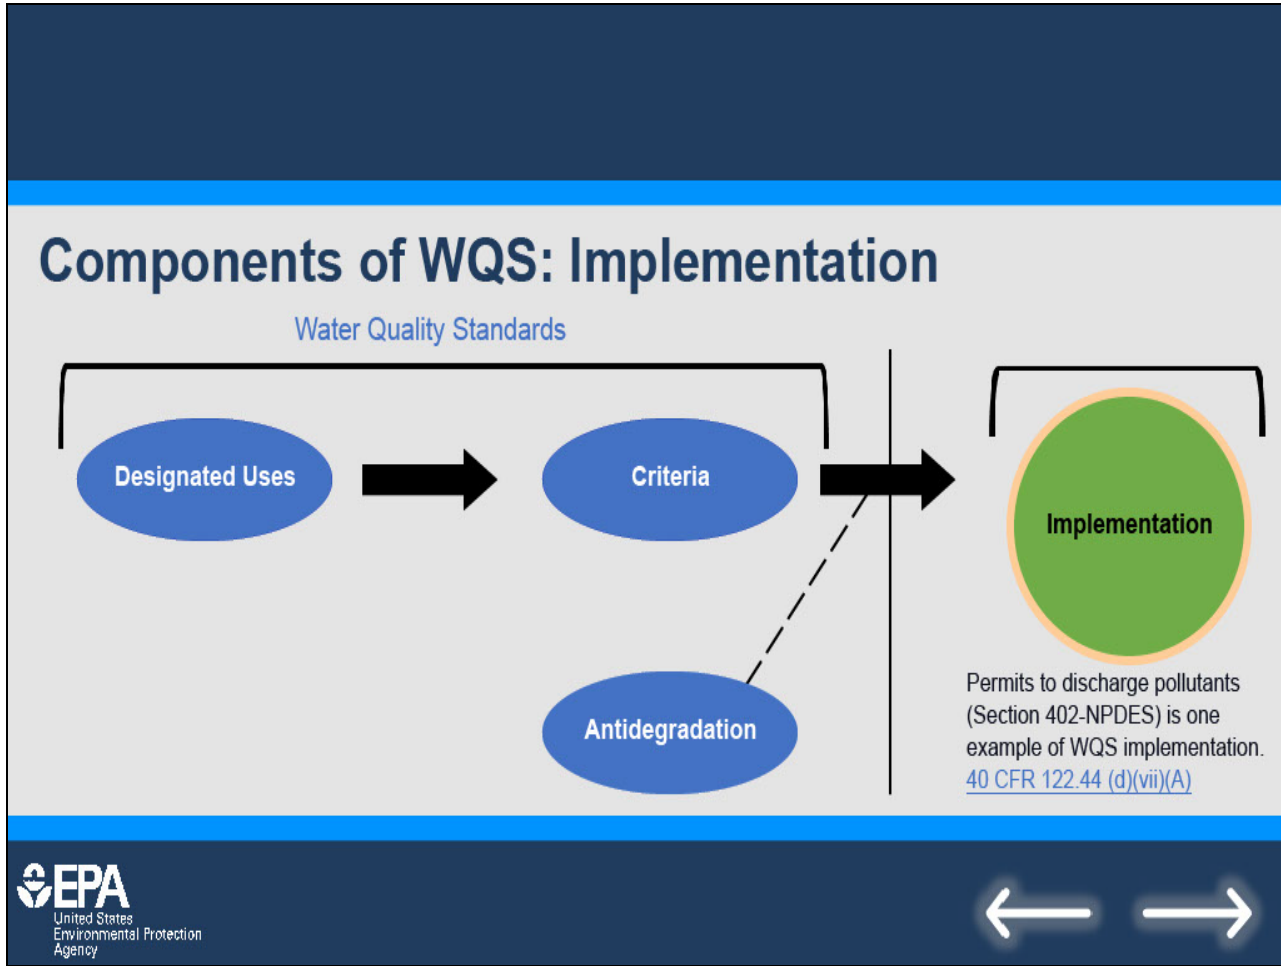 Components of WQS: Implementation
Water Quality Standards
Designated Uses
Criteria
Implementation
Antidegradation
Permits to discharge pollutants
(Section 402-NPDES) is one
example of WQS implementation.
40 CFR 122.44 (d)(vii)(A)
EPA
United States
Environmental Protection
Agency